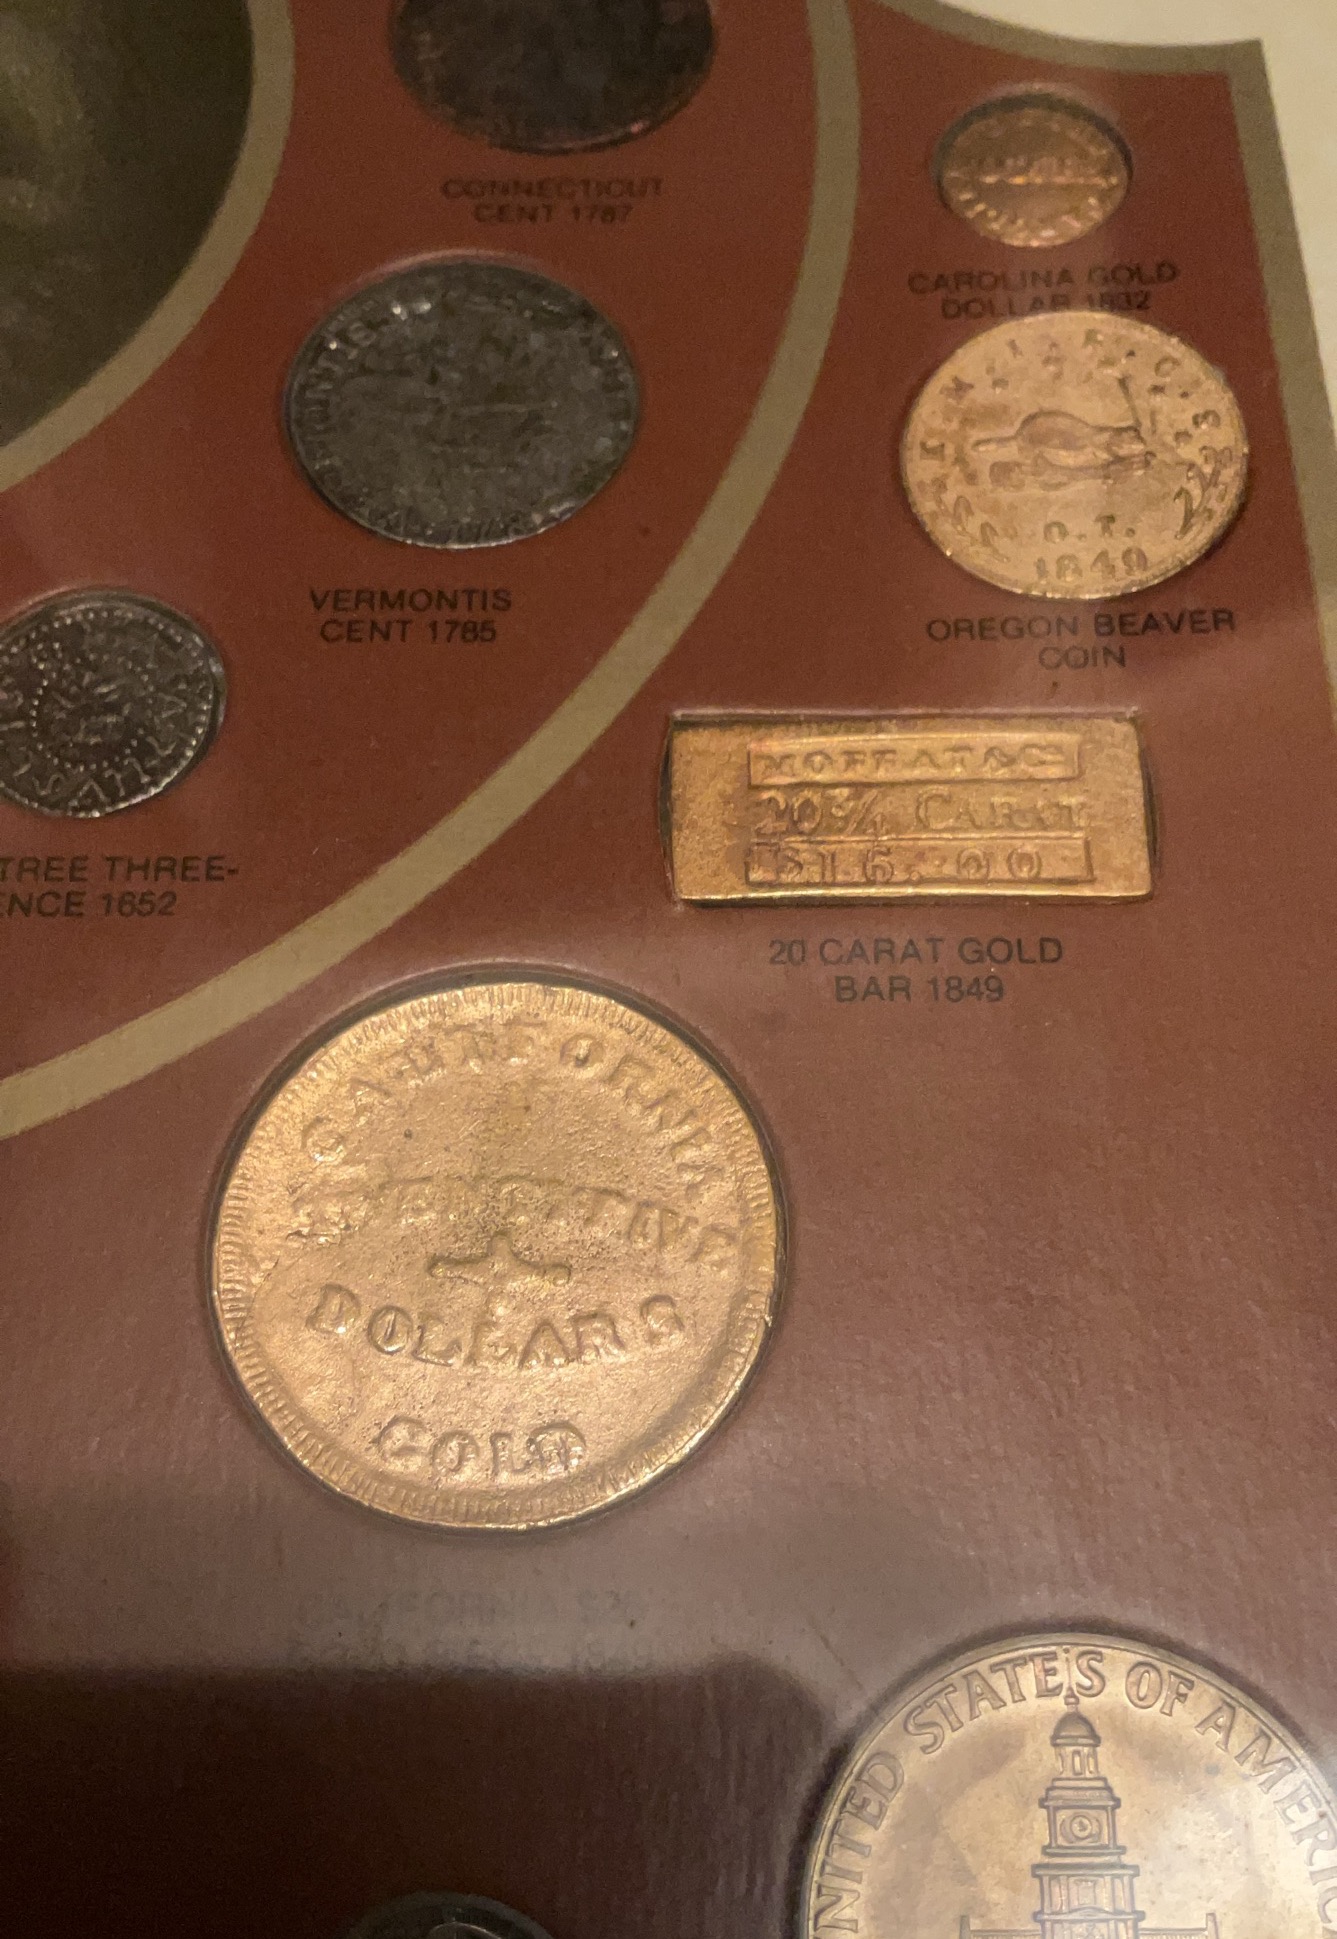 CONNECTICUT
CENT 1787
CAROLINA GOLD
DOLLAR 1832
VERMONTIS
CENT 1785
O.T.
1849
OREGON BEAVER
COIN
MOFFAT & Co
20¾ CARAT
$16.00
TREE THREE-
ENCE 1652
20 CARAT GOLD
BAR 1849
CALIFORNIA
DOLLARS
GOLD
CALIFORNIA
UNITED STATES OF AMERICA